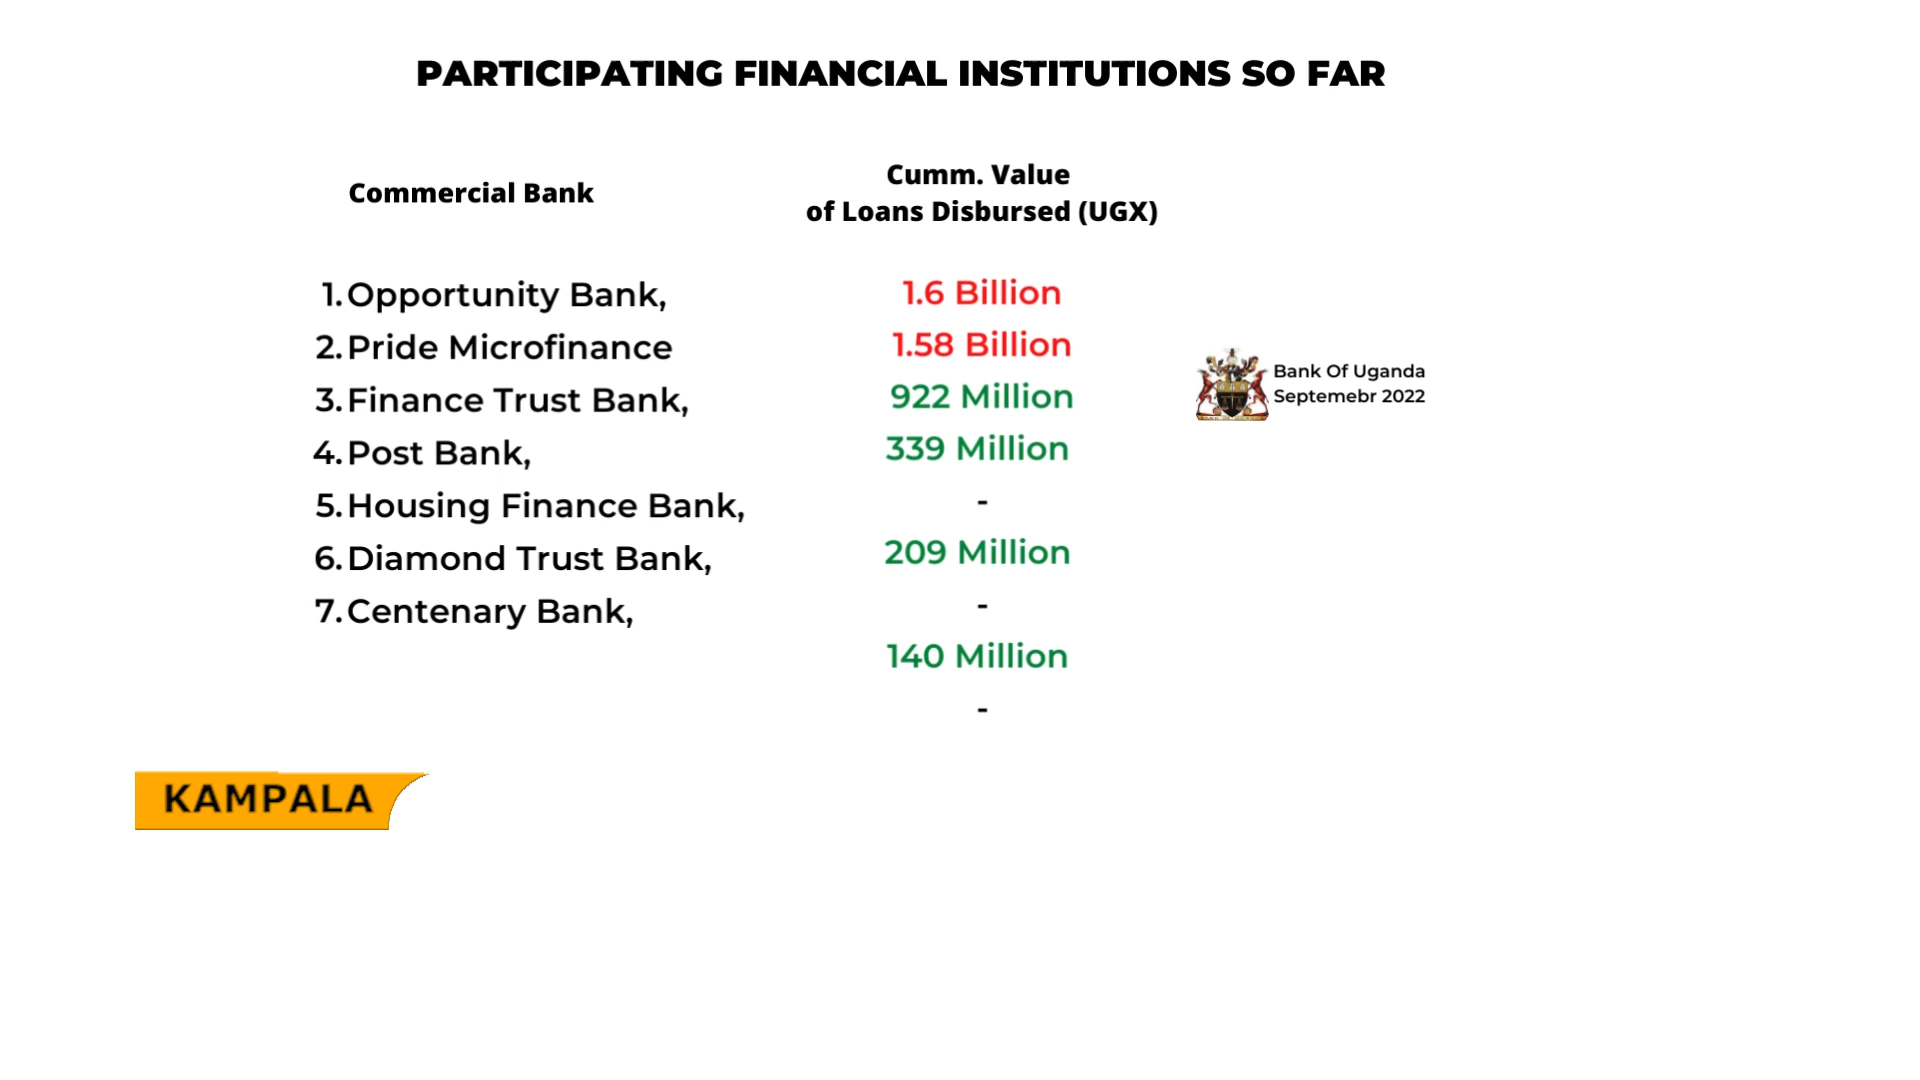 PARTICIPATING FINANCIAL INSTITUTIONS SO FAR
Commercial Bank
Cumm. Value
of Loans Disbursed (UGX)
1. Opportunity Bank,
1.6 Billion
2. Pride Microfinance
1.58 Billion
3. Finance Trust Bank,
922 Million
4. Post Bank,
339 Million
5. Housing Finance Bank,
-
6. Diamond Trust Bank,
209 Million
7. Centenary Bank,
-
140 Million
-
Bank Of Uganda
Septemebr 2022
KAMPALA